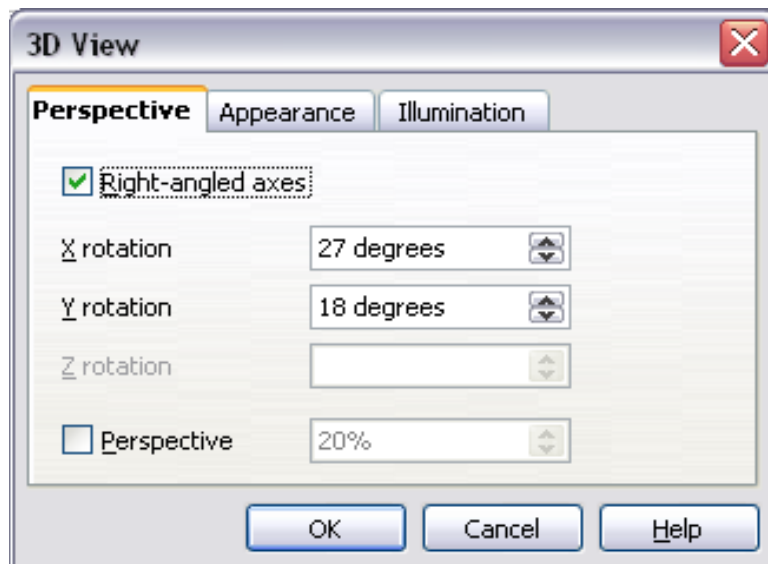 3D View
Perspective Appearance Illumination
Right-angled axes
X rotation 27 degrees
Y rotation 18 degrees
Z rotation
Perspective 20%
OK Cancel Help